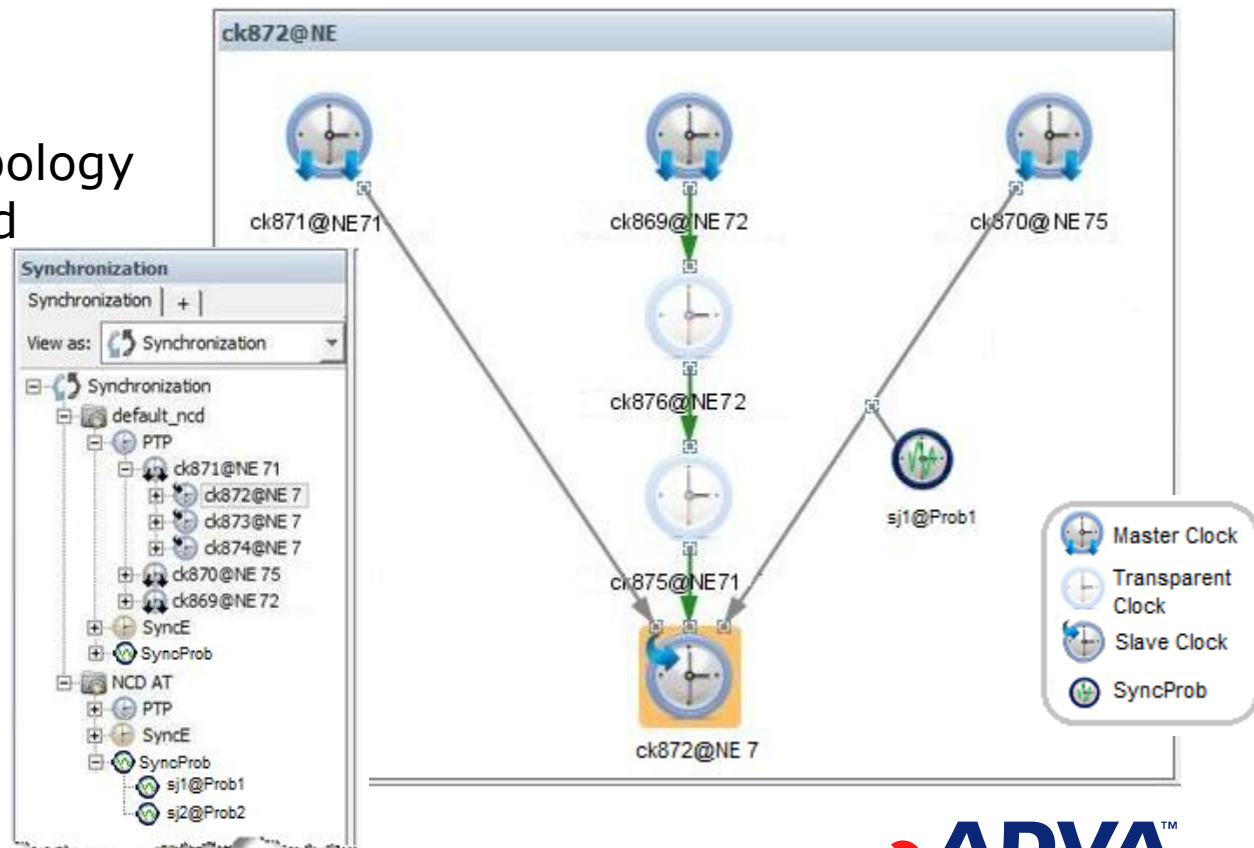 ck872@NE
pology
d
ck871@NE71
ck869@NE72
ck870@NE75
ck876@NE72
sj1@Prob1
ck875@NE71
ck872@NE 7
Synchronization
Synchronization +
View as: Synchronization
Synchronization
default_ncd
PTP
ck871@NE 71
ck872@NE 7
ck873@NE 7
ck874@NE 7
ck870@NE 75
ck869@NE72
SyncE
SyncProb
NCD AT
PTP
SyncE
SyncProb
sj1@Prob1
sj2@Prob2
Master Clock
Transparent
Clock
Slave Clock
SyncProb
ADVA™